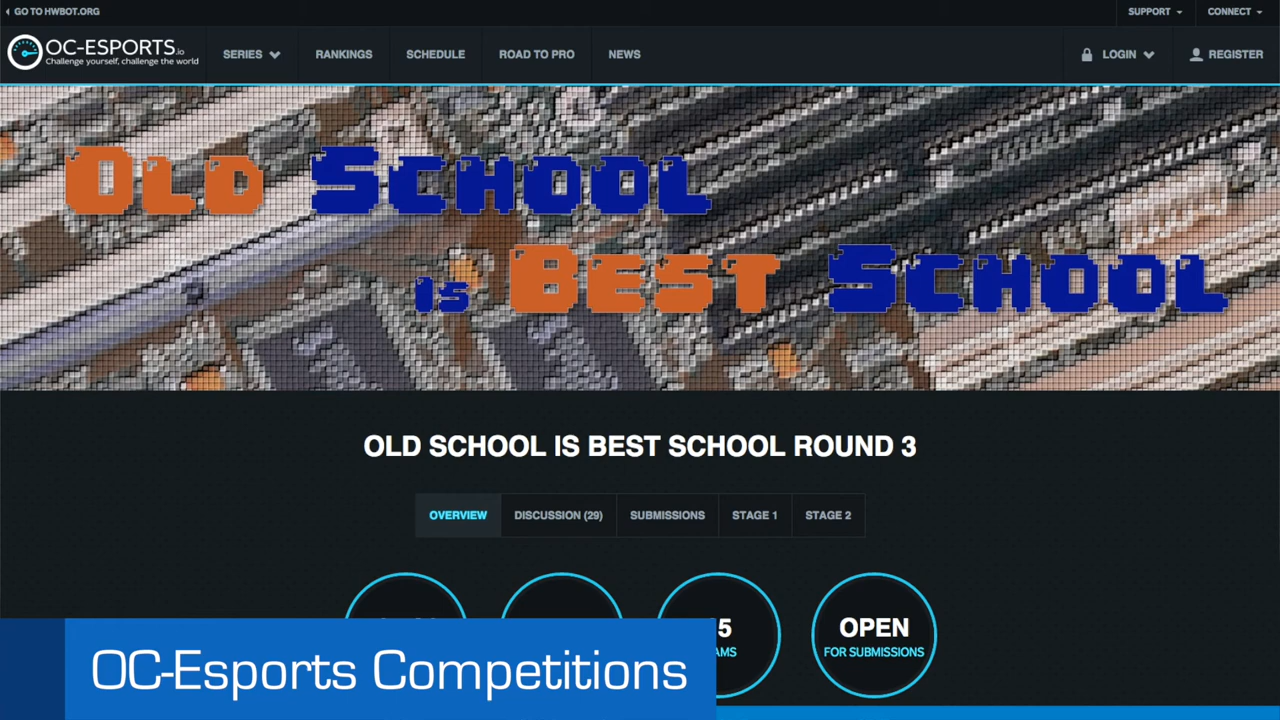 GO TO HWBOT.ORG
SUPPORT
CONNECT
OC-ESPORTS.io
Challenge yourself, challenge the world
SERIES
RANKINGS
SCHEDULE
ROAD TO PRO
NEWS
LOGIN
REGISTER
Old School
is Best School
OLD SCHOOL IS BEST SCHOOL ROUND 3
OVERVIEW
DISCUSSION (29)
SUBMISSIONS
STAGE 1
STAGE 2
OPEN
FOR SUBMISSIONS
OC-Esports Competitions